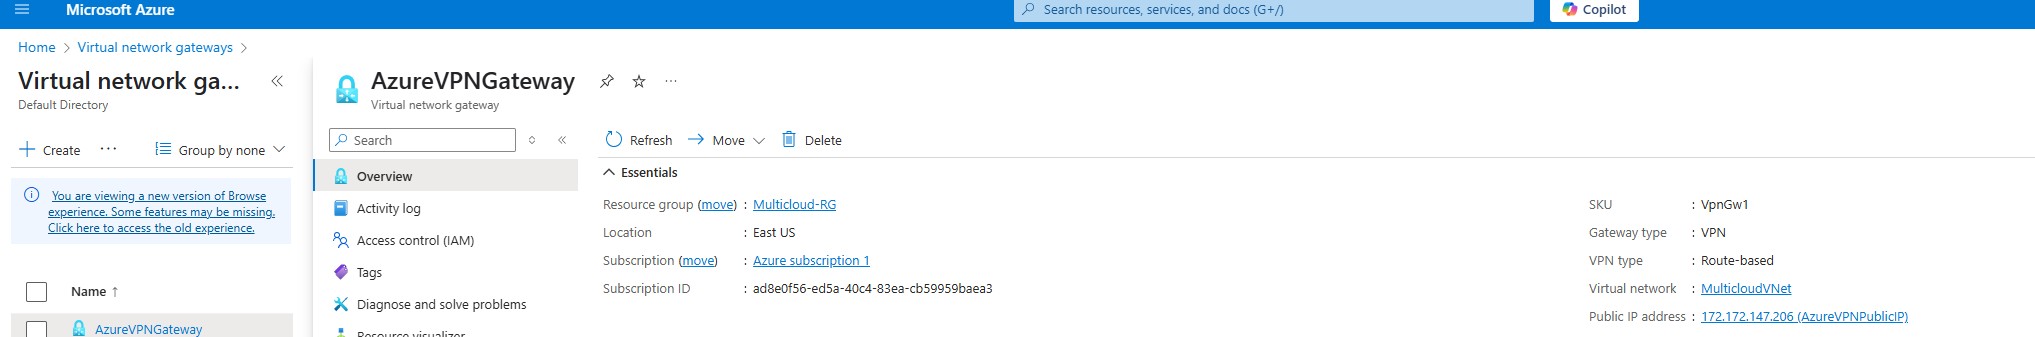 Microsoft Azure
Search resources, services, and docs (G+/)
Copilot
Home > Virtual network gateways >
Virtual network ga...
Default Directory
Create
Group by none
You are viewing a new version of Browse
experience. Some features may be missing.
Click here to access the old experience.
Name ↑
AzureVPNGateway
AzureVPNGateway
Virtual network gateway
Search
Overview
Activity log
Access control (IAM)
Tags
Diagnose and solve problems
Resource visualizer
Refresh
Move
Delete
Essentials
Resource group (move) : Multicloud-RG
Location : East US
Subscription (move) : Azure subscription 1
Subscription ID : ad8e0f56-ed5a-40c4-83ea-cb59959baea3
SKU : VpnGw1
Gateway type : VPN
VPN type : Route-based
Virtual network : MulticloudVNet
Public IP address : 172.172.147.206 (AzureVPNPublicIP)